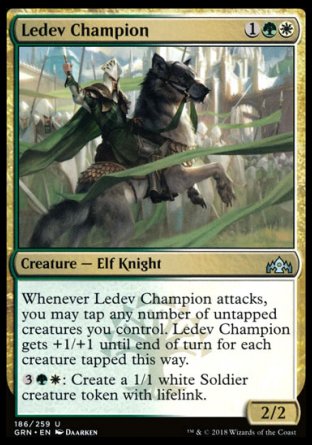 Ledev Champion 1
Creature — Elf Knight
Whenever Ledev Champion attacks,
you may tap any number of untapped
creatures you control. Ledev Champion
gets +1/+1 until end of turn for each
creature tapped this way.
3: Create a 1/1 white Soldier
creature token with lifelink.
2/2
186/259 U
GRN • EN Daarken ™ & © 2018 Wizards of the Coast